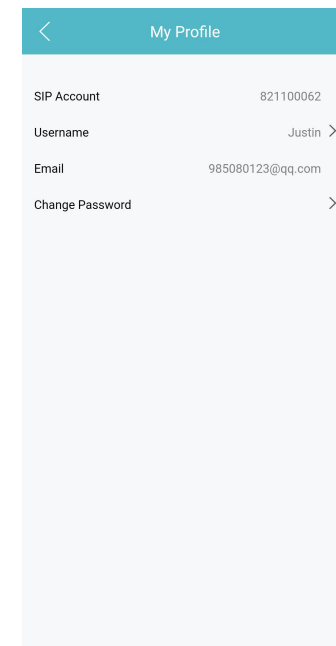 My Profile
SIP Account 821100062
Username Justin
Email 985080123@qq.com
Change Password